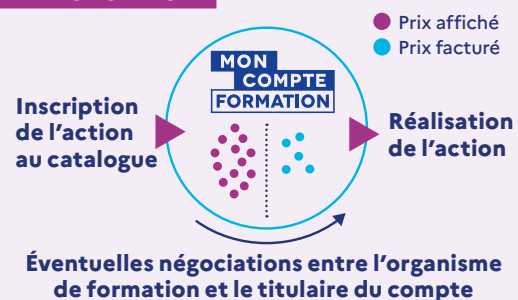 Prix affiché
Prix facturé
MON
COMPTE
FORMATION
Inscription
de l'action
au catalogue
Réalisation
de l'action
Éventuelles négociations entre l'organisme
de formation et le titulaire du compte